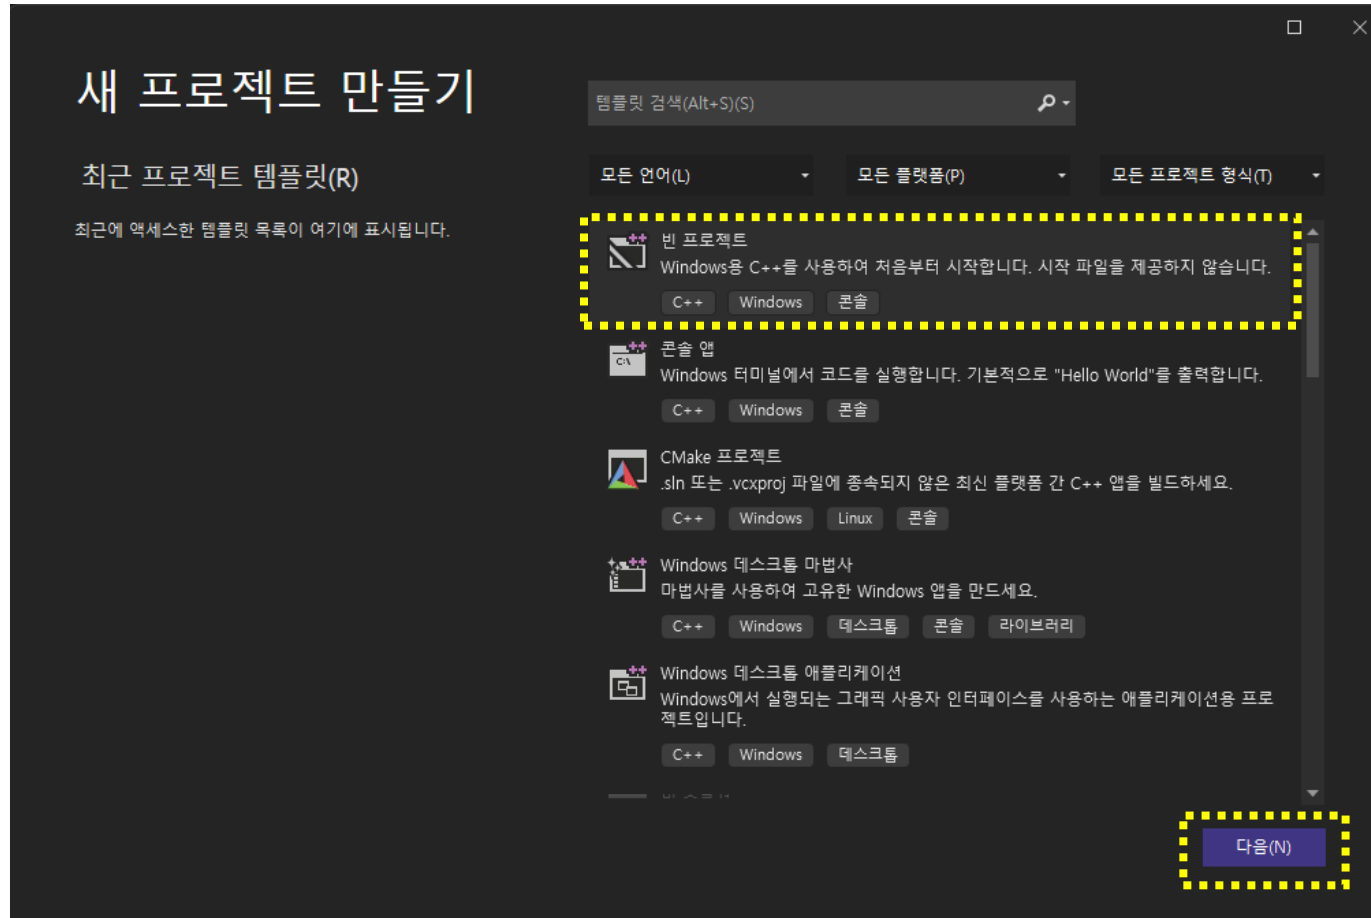 새 프로젝트 만들기
템플릿 검색(Alt+S)(S)
최근 프로젝트 템플릿(R)
최근에 액세스한 템플릿 목록이 여기에 표시됩니다.
모든 언어(L)
모든 플랫폼(P)
모든 프로젝트 형식(T)
빈 프로젝트
Windows용 C++를 사용하여 처음부터 시작합니다. 시작 파일을 제공하지 않습니다.
C++ Windows 콘솔
콘솔 앱
Windows 터미널에서 코드를 실행합니다. 기본적으로 "Hello World"를 출력합니다.
C++ Windows 콘솔
CMake 프로젝트
.sln 또는 .vcxproj 파일에 종속되지 않은 최신 플랫폼 간 C++ 앱을 빌드하세요.
C++ Windows Linux 콘솔
Windows 데스크톱 마법사
마법사를 사용하여 고유한 Windows 앱을 만드세요.
C++ Windows 데스크톱 콘솔 라이브러리
Windows 데스크톱 애플리케이션
Windows에서 실행되는 그래픽 사용자 인터페이스를 사용하는 애플리케이션용 프로
젝트입니다.
C++ Windows 데스크톱
다음(N)